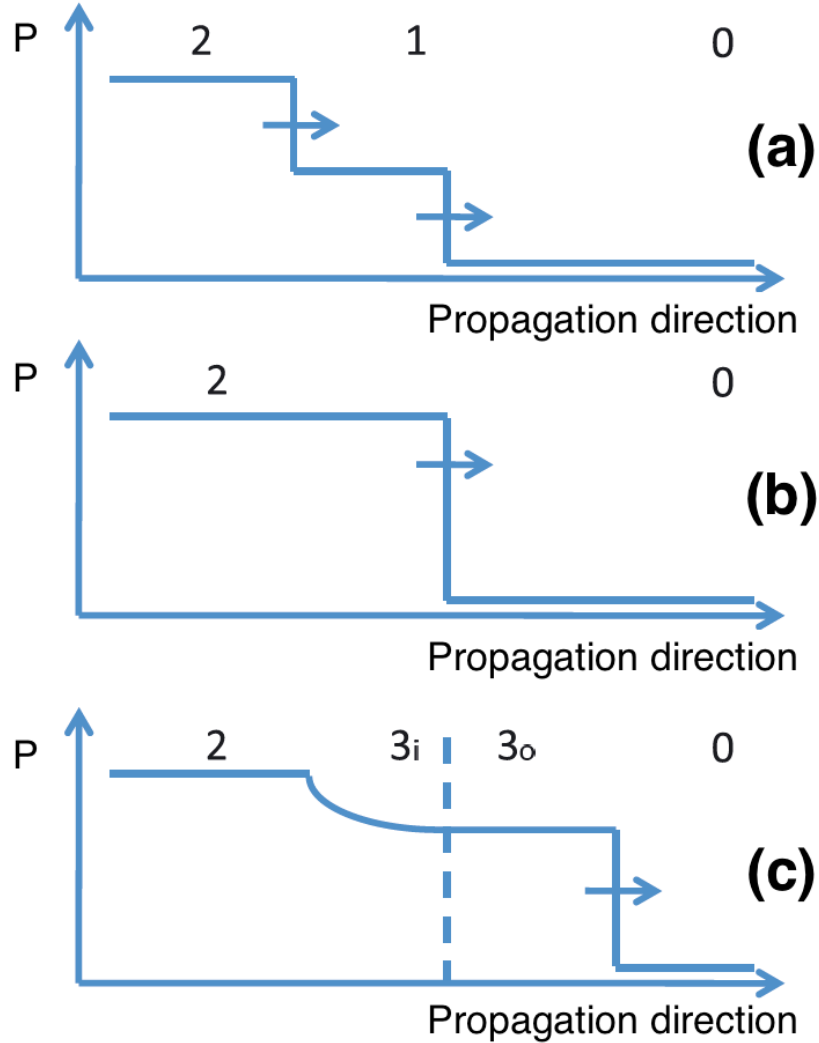 P 2 1 0
(a)
Propagation direction
P 2 0
(b)
Propagation direction
P 2 3i 3o 0
(c)
Propagation direction